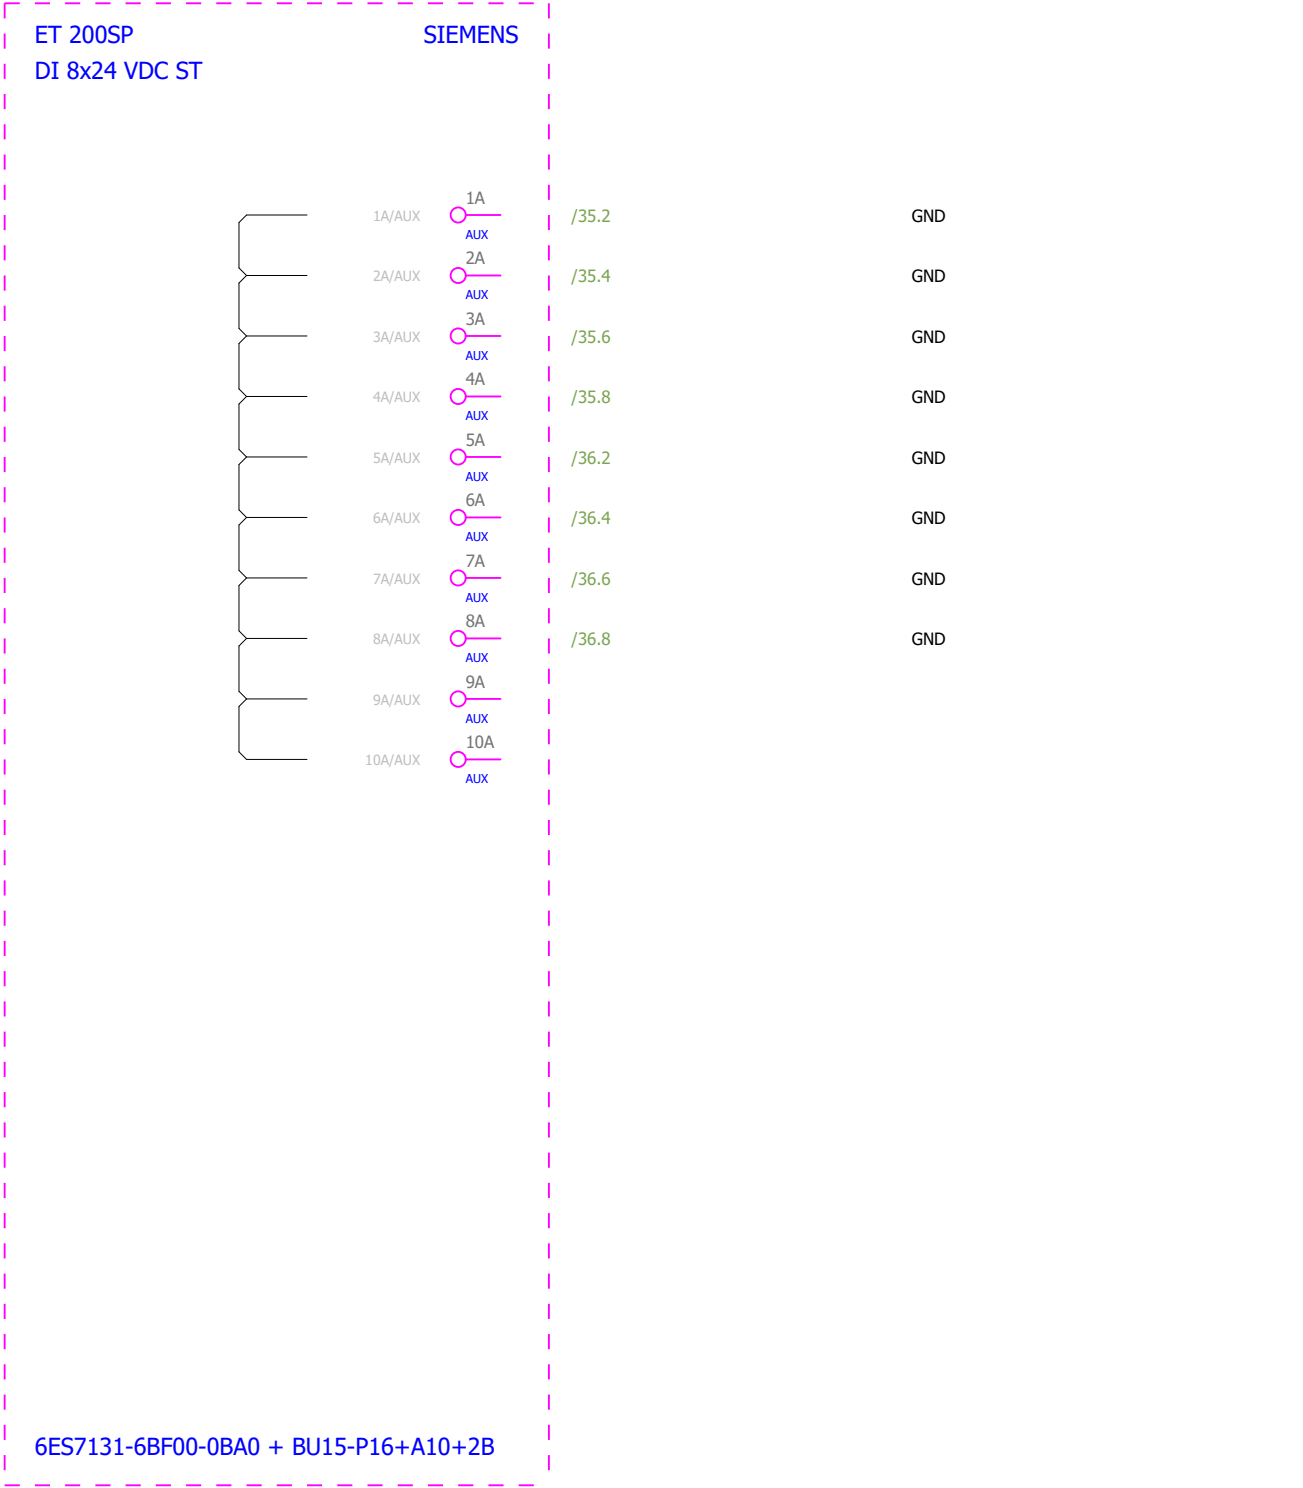 ET 200SP SIEMENS
DI 8x24 VDC ST
1A
1A/AUX /35.2 GND
AUX
2A
2A/AUX /35.4 GND
AUX
3A
3A/AUX /35.6 GND
AUX
4A
4A/AUX /35.8 GND
AUX
5A
5A/AUX /36.2 GND
AUX
6A
6A/AUX /36.4 GND
AUX
7A
7A/AUX /36.6 GND
AUX
8A
8A/AUX /36.8 GND
AUX
9A
9A/AUX
AUX
10A
10A/AUX
AUX
6ES7131-6BF00-0BA0 + BU15-P16+A10+2B